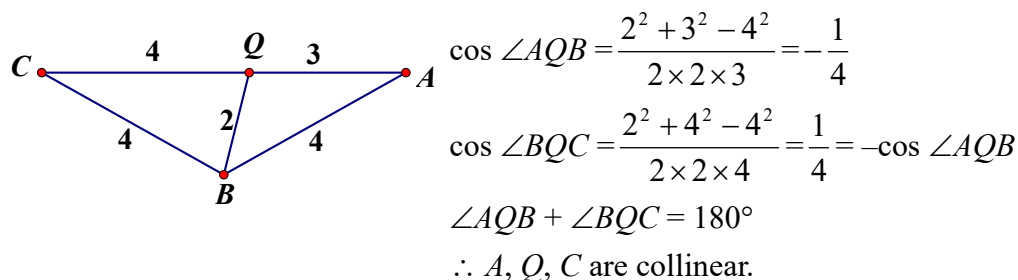 C 4 Q 3 A
4 2 4
B
cos ∠AQB = (2² + 3² − 4²)/(2 × 2 × 3) = −1/4
cos ∠BQC = (2² + 4² − 4²)/(2 × 2 × 4) = 1/4 = –cos ∠AQB
∠AQB + ∠BQC = 180°
∴ A, Q, C are collinear.